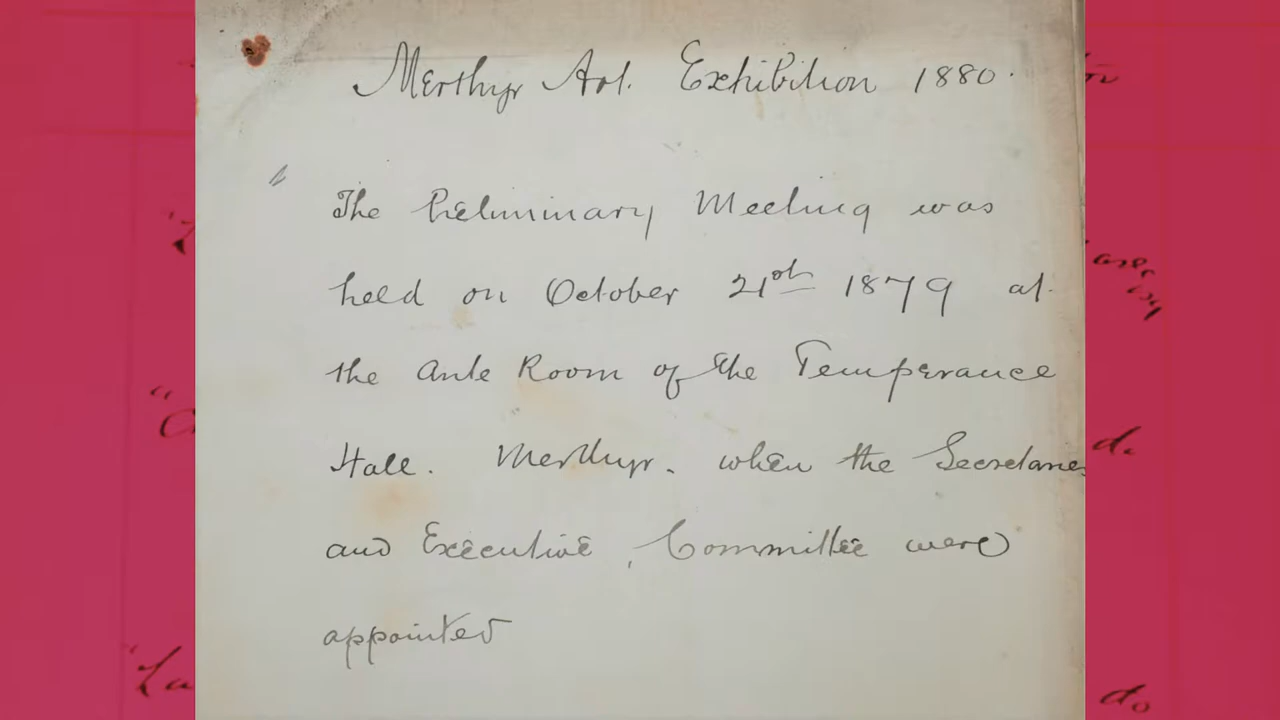 Merthyr Art. Exhibition 1880.
The Preliminary Meeting was
held on October 21st 1879 at
the Ante Room of the Temperance
Hall. Merthyr. when the Secretaries
and Executive, Committee were
appointed